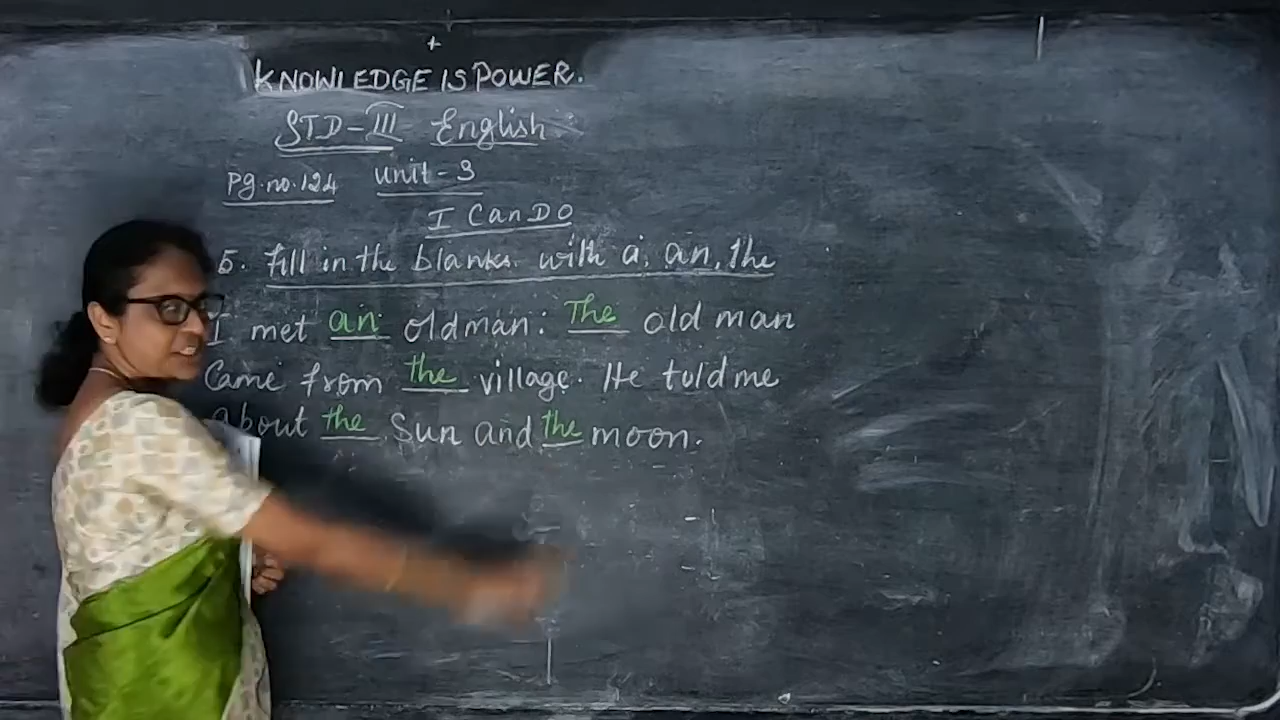 KNOWLEDGE IS POWER.
STD-III English
Pg.no.124 unit-3
I Can DO
5. fill in the blanks. with a, an, the
I met an oldman: The old man
Came from the village. He told me
About the Sun and the moon.